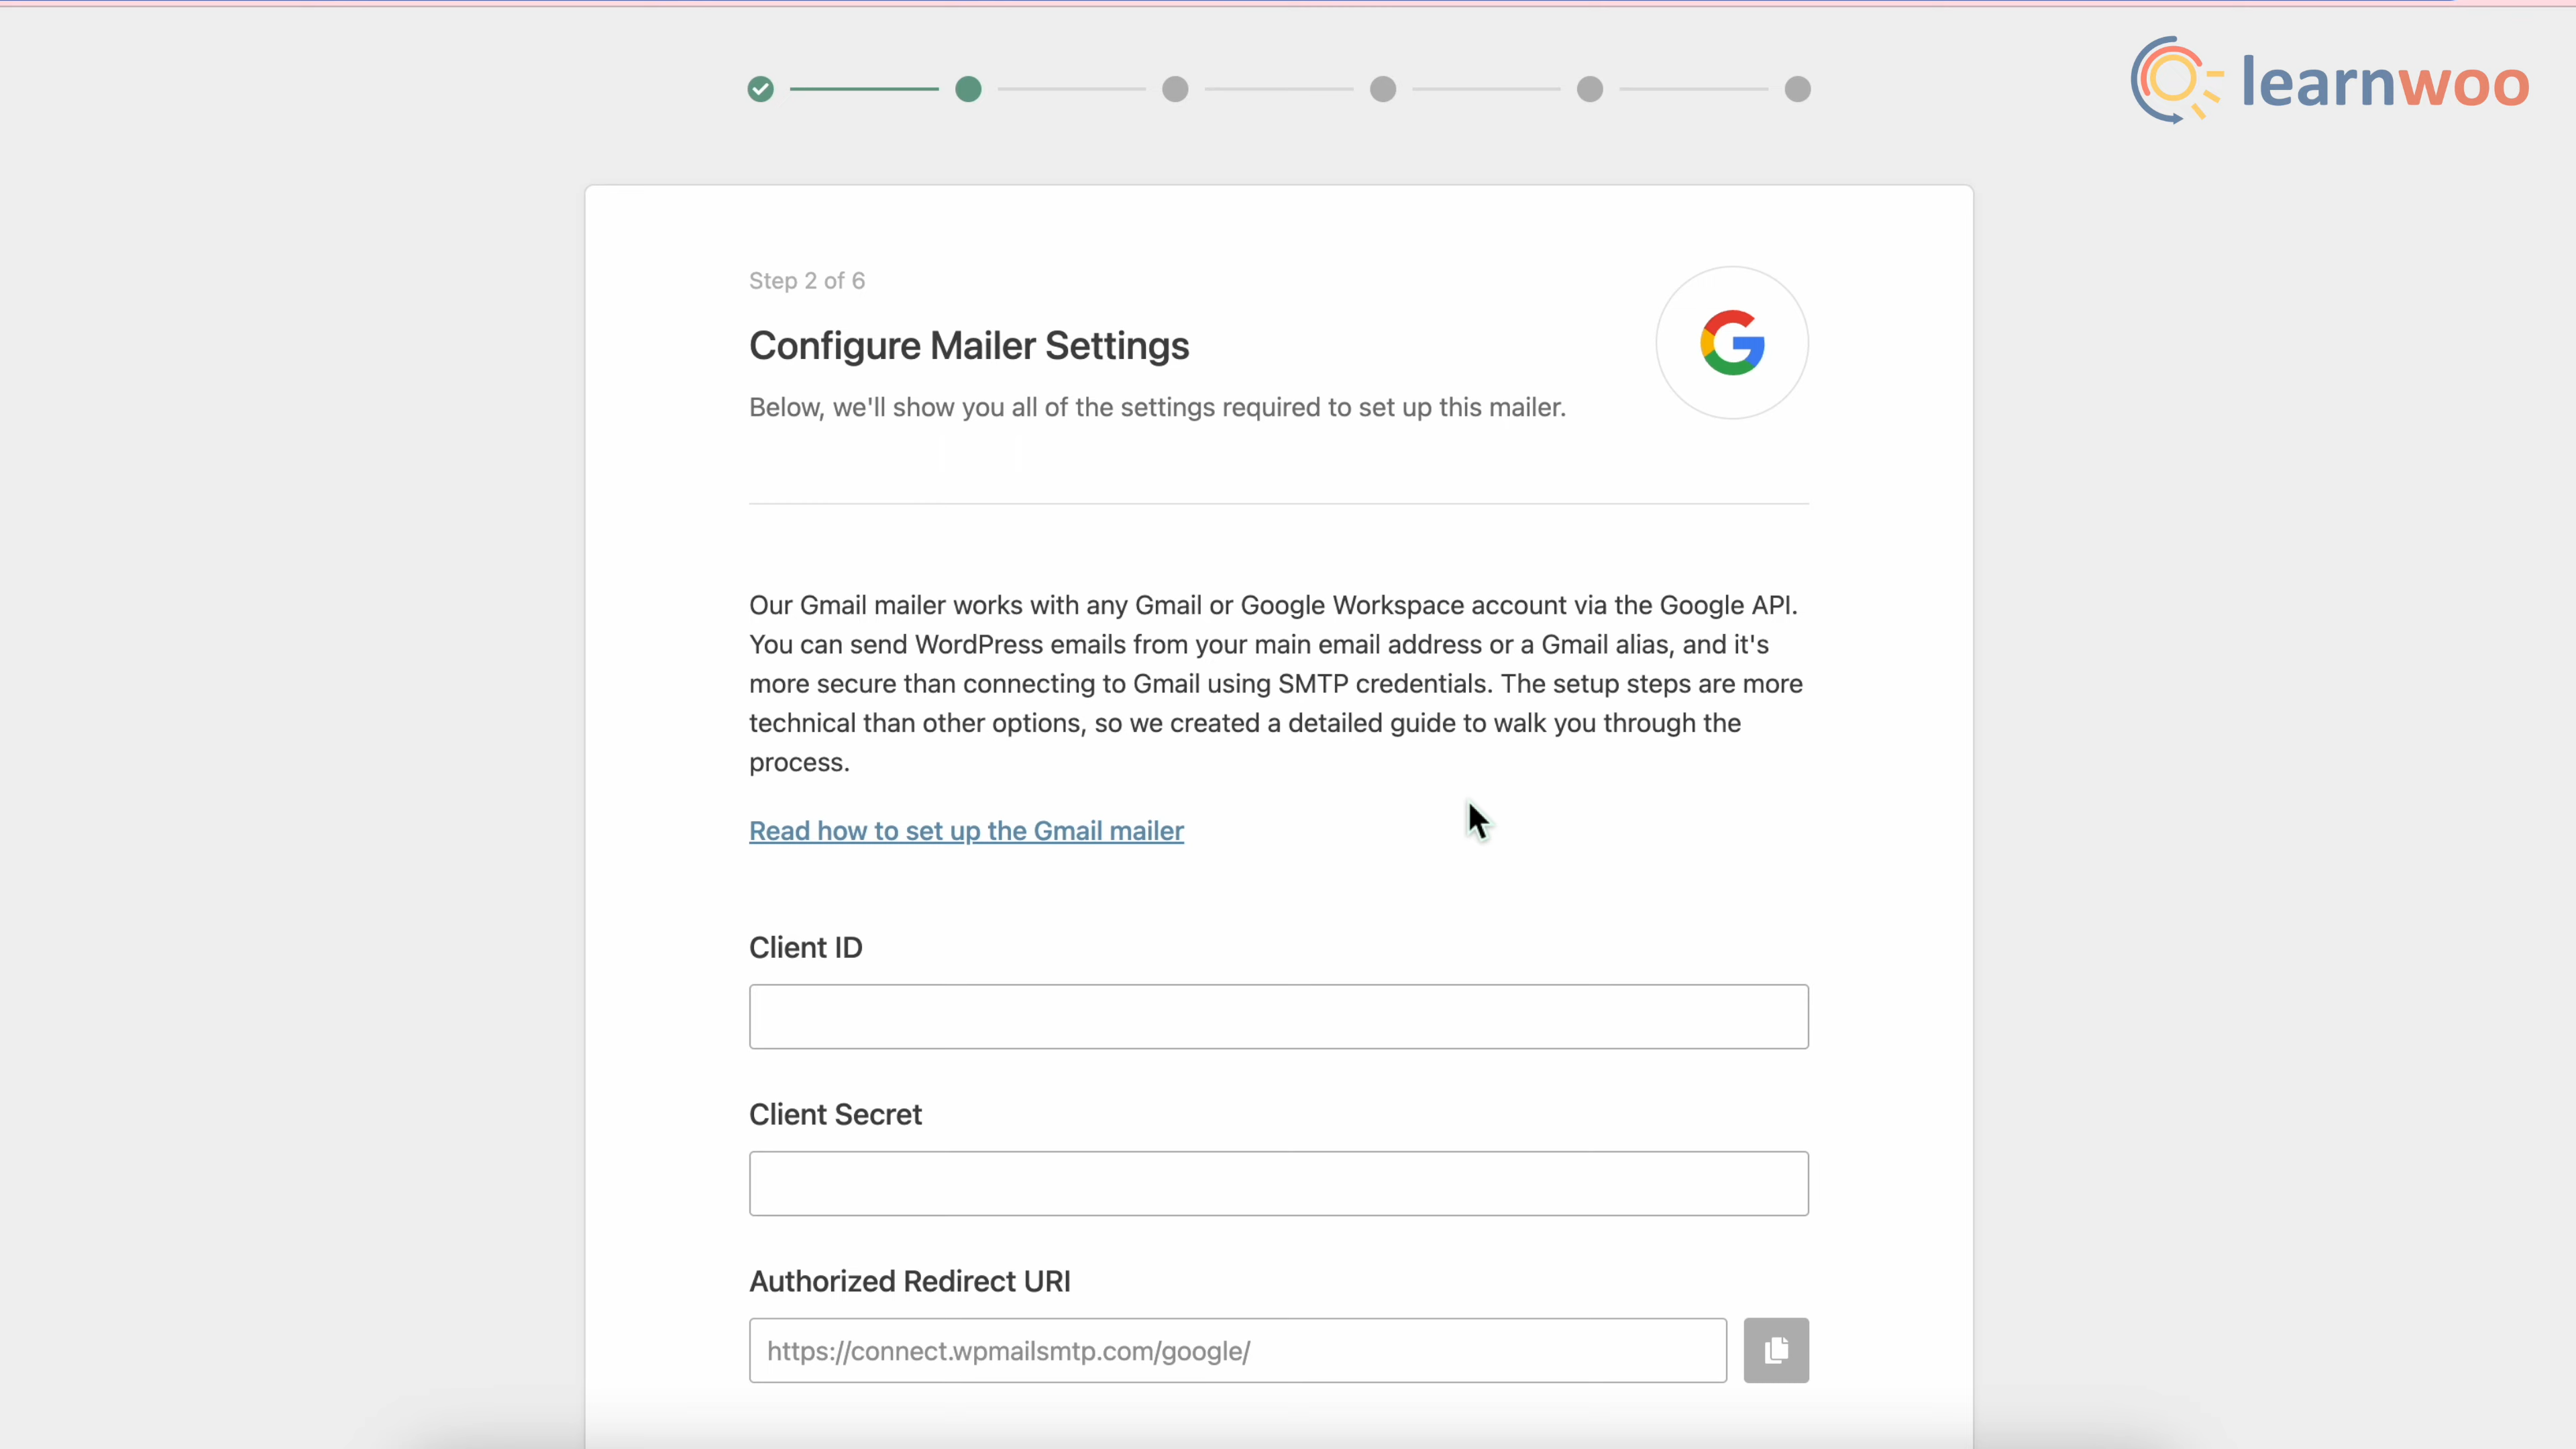 learnwoo
Step 2 of 6
Configure Mailer Settings
Below, we'll show you all of the settings required to set up this mailer.
Our Gmail mailer works with any Gmail or Google Workspace account via the Google API.
You can send WordPress emails from your main email address or a Gmail alias, and it's
more secure than connecting to Gmail using SMTP credentials. The setup steps are more
technical than other options, so we created a detailed guide to walk you through the
process.
Read how to set up the Gmail mailer
Client ID
Client Secret
Authorized Redirect URI
https://connect.wpmailsmtp.com/google/